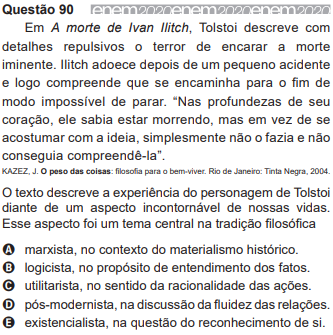 Questão 90 enem2020enem2020enem2020
Em A morte de Ivan Ilitch, Tolstoi descreve com
detalhes repulsivos o terror de encarar a morte
iminente. Ilitch adoece depois de um pequeno acidente
e logo compreende que se encaminha para o fim de
modo impossível de parar. “Nas profundezas de seu
coração, ele sabia estar morrendo, mas em vez de se
acostumar com a ideia, simplesmente não o fazia e não
conseguia compreendê-la”.
KAZEZ, J. O peso das coisas: filosofia para o bem-viver. Rio de Janeiro: Tinta Negra, 2004.
O texto descreve a experiência do personagem de Tolstoi
diante de um aspecto incontornável de nossas vidas.
Esse aspecto foi um tema central na tradição filosófica
A marxista, no contexto do materialismo histórico.
B logicista, no propósito de entendimento dos fatos.
C utilitarista, no sentido da racionalidade das ações.
D pós-modernista, na discussão da fluidez das relações.
E existencialista, na questão do reconhecimento de si.